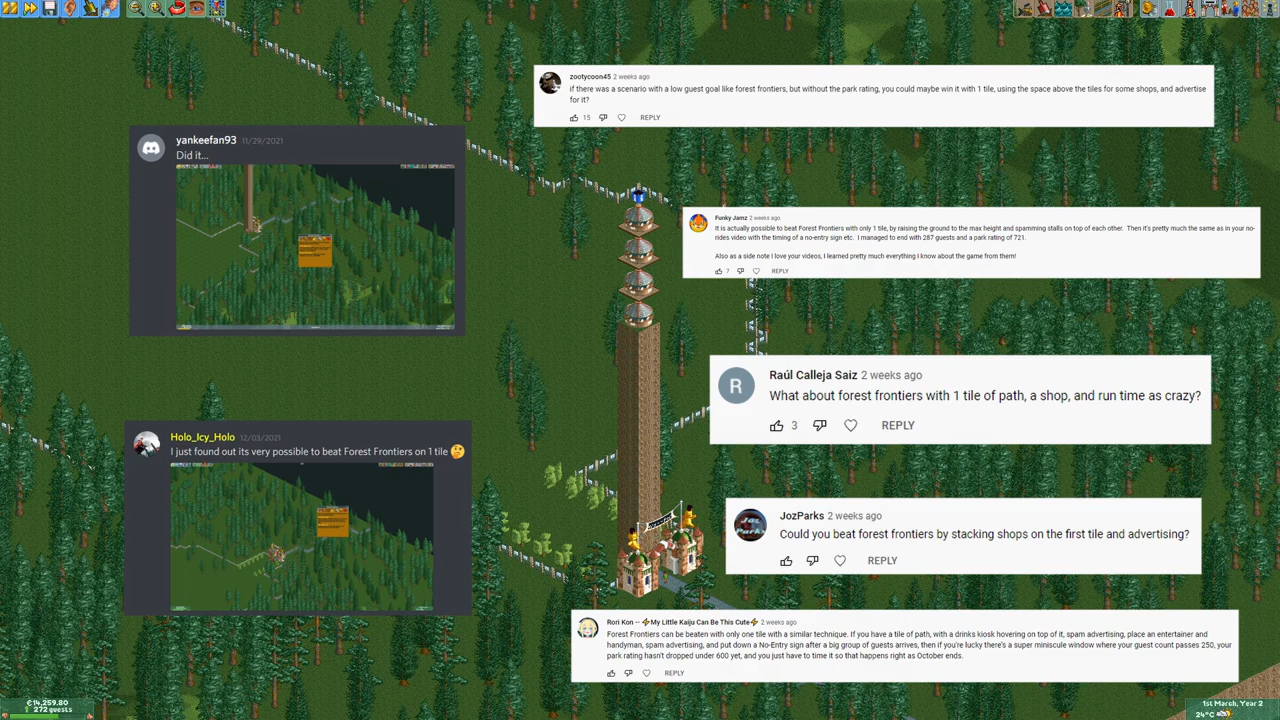 zootycoon45 2 weeks ago
if there was a scenario with a low guest goal like forest frontiers, but without the park rating, you could maybe win it with 1 tile, using the space above the tiles for some shops, and advertise
for it?
15 REPLY
yankeefan93 11/29/2021
Did it...
Funky Jamz 2 weeks ago
It is actually possible to beat Forest Frontiers with only 1 tile, by raising the ground to the max height and spamming stalls on top of each other. Then it's pretty much the same as in your no-
rides video with the timing of a no-entry sign etc. I managed to end with 287 guests and a park rating of 721.
Also as a side note I love your videos, I learned pretty much everything I know about the game from them!
7 REPLY
Raúl Calleja Saiz 2 weeks ago
What about forest frontiers with 1 tile of path, a shop, and run time as crazy?
3 REPLY
Holo_Icy_Holo 12/03/2021
I just found out its very possible to beat Forest Frontiers on 1 tile 🤔
JozParks 2 weeks ago
Could you beat forest frontiers by stacking shops on the first tile and advertising?
REPLY
Rori Kon -- ⚡My Little Kaiju Can Be This Cute⚡ 2 weeks ago
Forest Frontiers can be beaten with only one tile with a similar technique. If you have a tile of path, with a drinks kiosk hovering on top of it, spam advertising, place an entertainer and
handyman, spam advertising, and put down a No-Entry sign after a big group of guests arrives, then if you're lucky there's a super miniscule window where your guest count passes 250, your
park rating hasn't dropped under 600 yet, and you just have to time it so that happens right as October ends.
REPLY
€14,259.80
272 guests
1st March, Year 2
24°C